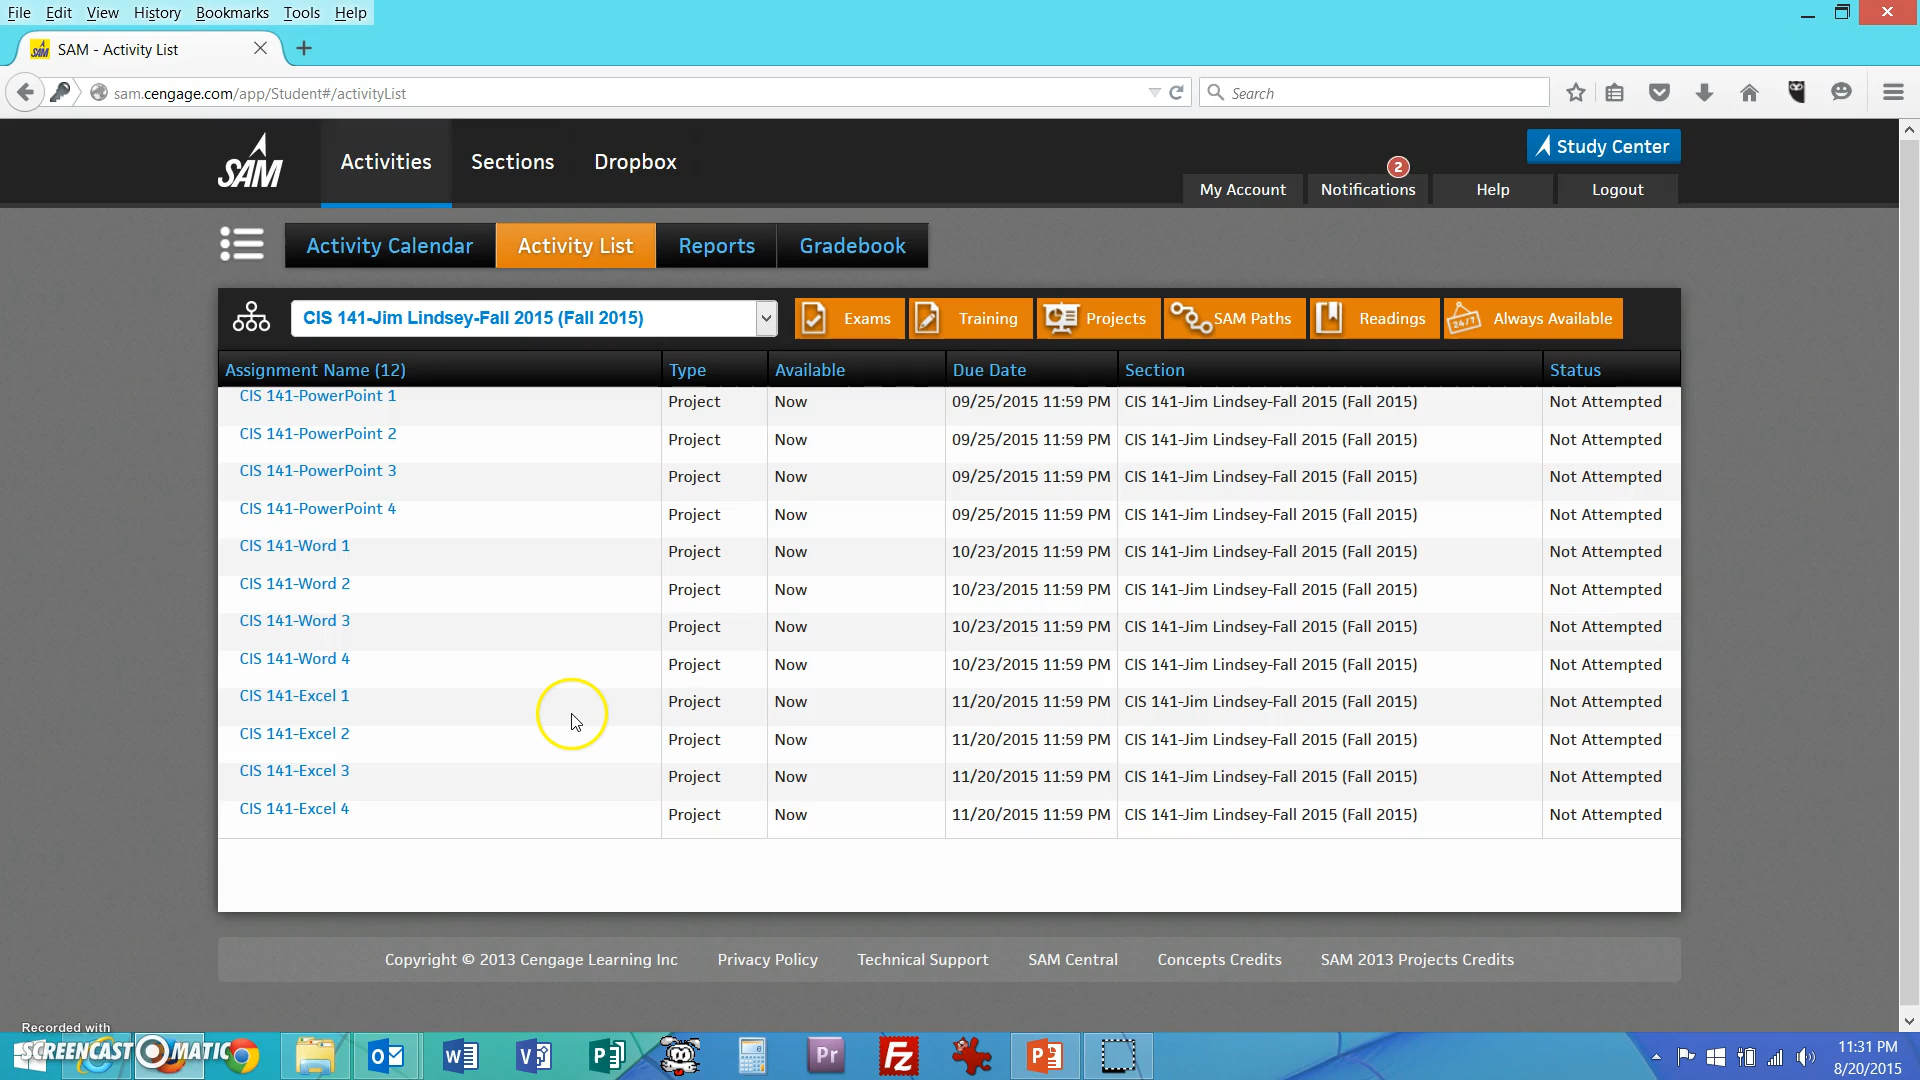 File Edit View History Bookmarks Tools Help
SAM - Activity List
sam.cengage.com/app/Student#/activityList
Search
SAM
Activities Sections Dropbox
Study Center
2
My Account Notifications Help Logout
Activity Calendar Activity List Reports Gradebook
CIS 141-Jim Lindsey-Fall 2015 (Fall 2015) Exams Training Projects SAM Paths Readings 24/7 Always Available
Assignment Name (12) Type Available Due Date Section Status
CIS 141-PowerPoint 1 Project Now 09/25/2015 11:59 PM CIS 141-Jim Lindsey-Fall 2015 (Fall 2015) Not Attempted
CIS 141-PowerPoint 2 Project Now 09/25/2015 11:59 PM CIS 141-Jim Lindsey-Fall 2015 (Fall 2015) Not Attempted
CIS 141-PowerPoint 3 Project Now 09/25/2015 11:59 PM CIS 141-Jim Lindsey-Fall 2015 (Fall 2015) Not Attempted
CIS 141-PowerPoint 4 Project Now 09/25/2015 11:59 PM CIS 141-Jim Lindsey-Fall 2015 (Fall 2015) Not Attempted
CIS 141-Word 1 Project Now 10/23/2015 11:59 PM CIS 141-Jim Lindsey-Fall 2015 (Fall 2015) Not Attempted
CIS 141-Word 2 Project Now 10/23/2015 11:59 PM CIS 141-Jim Lindsey-Fall 2015 (Fall 2015) Not Attempted
CIS 141-Word 3 Project Now 10/23/2015 11:59 PM CIS 141-Jim Lindsey-Fall 2015 (Fall 2015) Not Attempted
CIS 141-Word 4 Project Now 10/23/2015 11:59 PM CIS 141-Jim Lindsey-Fall 2015 (Fall 2015) Not Attempted
CIS 141-Excel 1 Project Now 11/20/2015 11:59 PM CIS 141-Jim Lindsey-Fall 2015 (Fall 2015) Not Attempted
CIS 141-Excel 2 Project Now 11/20/2015 11:59 PM CIS 141-Jim Lindsey-Fall 2015 (Fall 2015) Not Attempted
CIS 141-Excel 3 Project Now 11/20/2015 11:59 PM CIS 141-Jim Lindsey-Fall 2015 (Fall 2015) Not Attempted
CIS 141-Excel 4 Project Now 11/20/2015 11:59 PM CIS 141-Jim Lindsey-Fall 2015 (Fall 2015) Not Attempted
Copyright © 2013 Cengage Learning Inc Privacy Policy Technical Support SAM Central Concepts Credits SAM 2013 Projects Credits
Recorded with
SCREENCAST-O-MATIC
Pr Fz
11:31 PM
8/20/2015